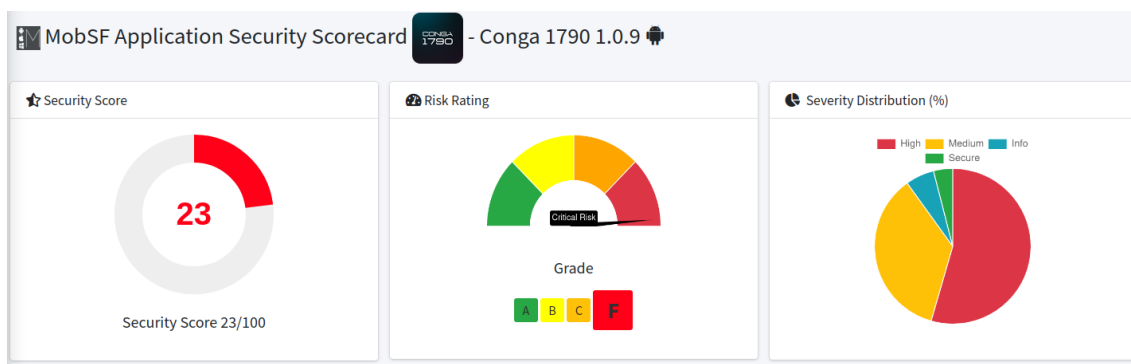 MobSF Application Security Scorecard CONGA 1790 - Conga 1790 1.0.9
Security Score
23
Security Score 23/100
Risk Rating
Critical Risk
Grade
A B C F
Severity Distribution (%)
High Medium Info
Secure